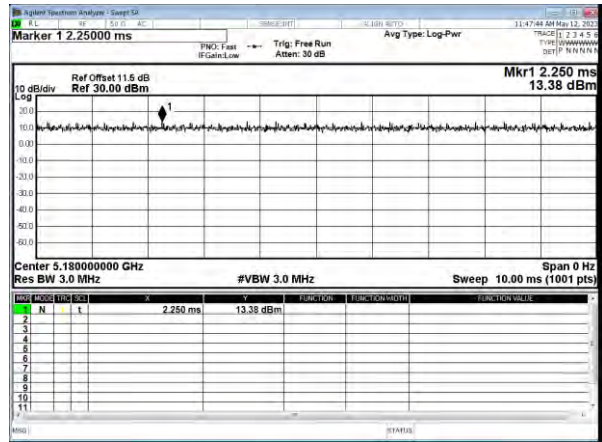 Agilent Spectrum Analyzer - Swept SA
RL RF 50 Ω AC SENSE:INT ALIGN AUTO 11:47:44 AM May 12, 2023
Marker 1 2.25000 ms
PNO: Fast
IFGain:Low
Trig: Free Run
Atten: 30 dB
Avg Type: Log-Pwr
TRACE 1 2 3 4 5 6
TYPE WWWWWW
DET P NNNNN
Mkr1 2.250 ms
13.38 dBm
Ref Offset 11.5 dB
10 dB/div Ref 30.00 dBm
Log
1
20.0
10.0
0.00
-10.0
-20.0
-30.0
-40.0
-50.0
-60.0
Center 5.180000000 GHz Span 0 Hz
Res BW 3.0 MHz #VBW 3.0 MHz Sweep 10.00 ms (1001 pts)
MKR MODE TRC SCL X Y FUNCTION FUNCTION WIDTH FUNCTION VALUE
1 N 1 t 2.250 ms 13.38 dBm
2
3
4
5
6
7
8
9
10
11
MSG STATUS